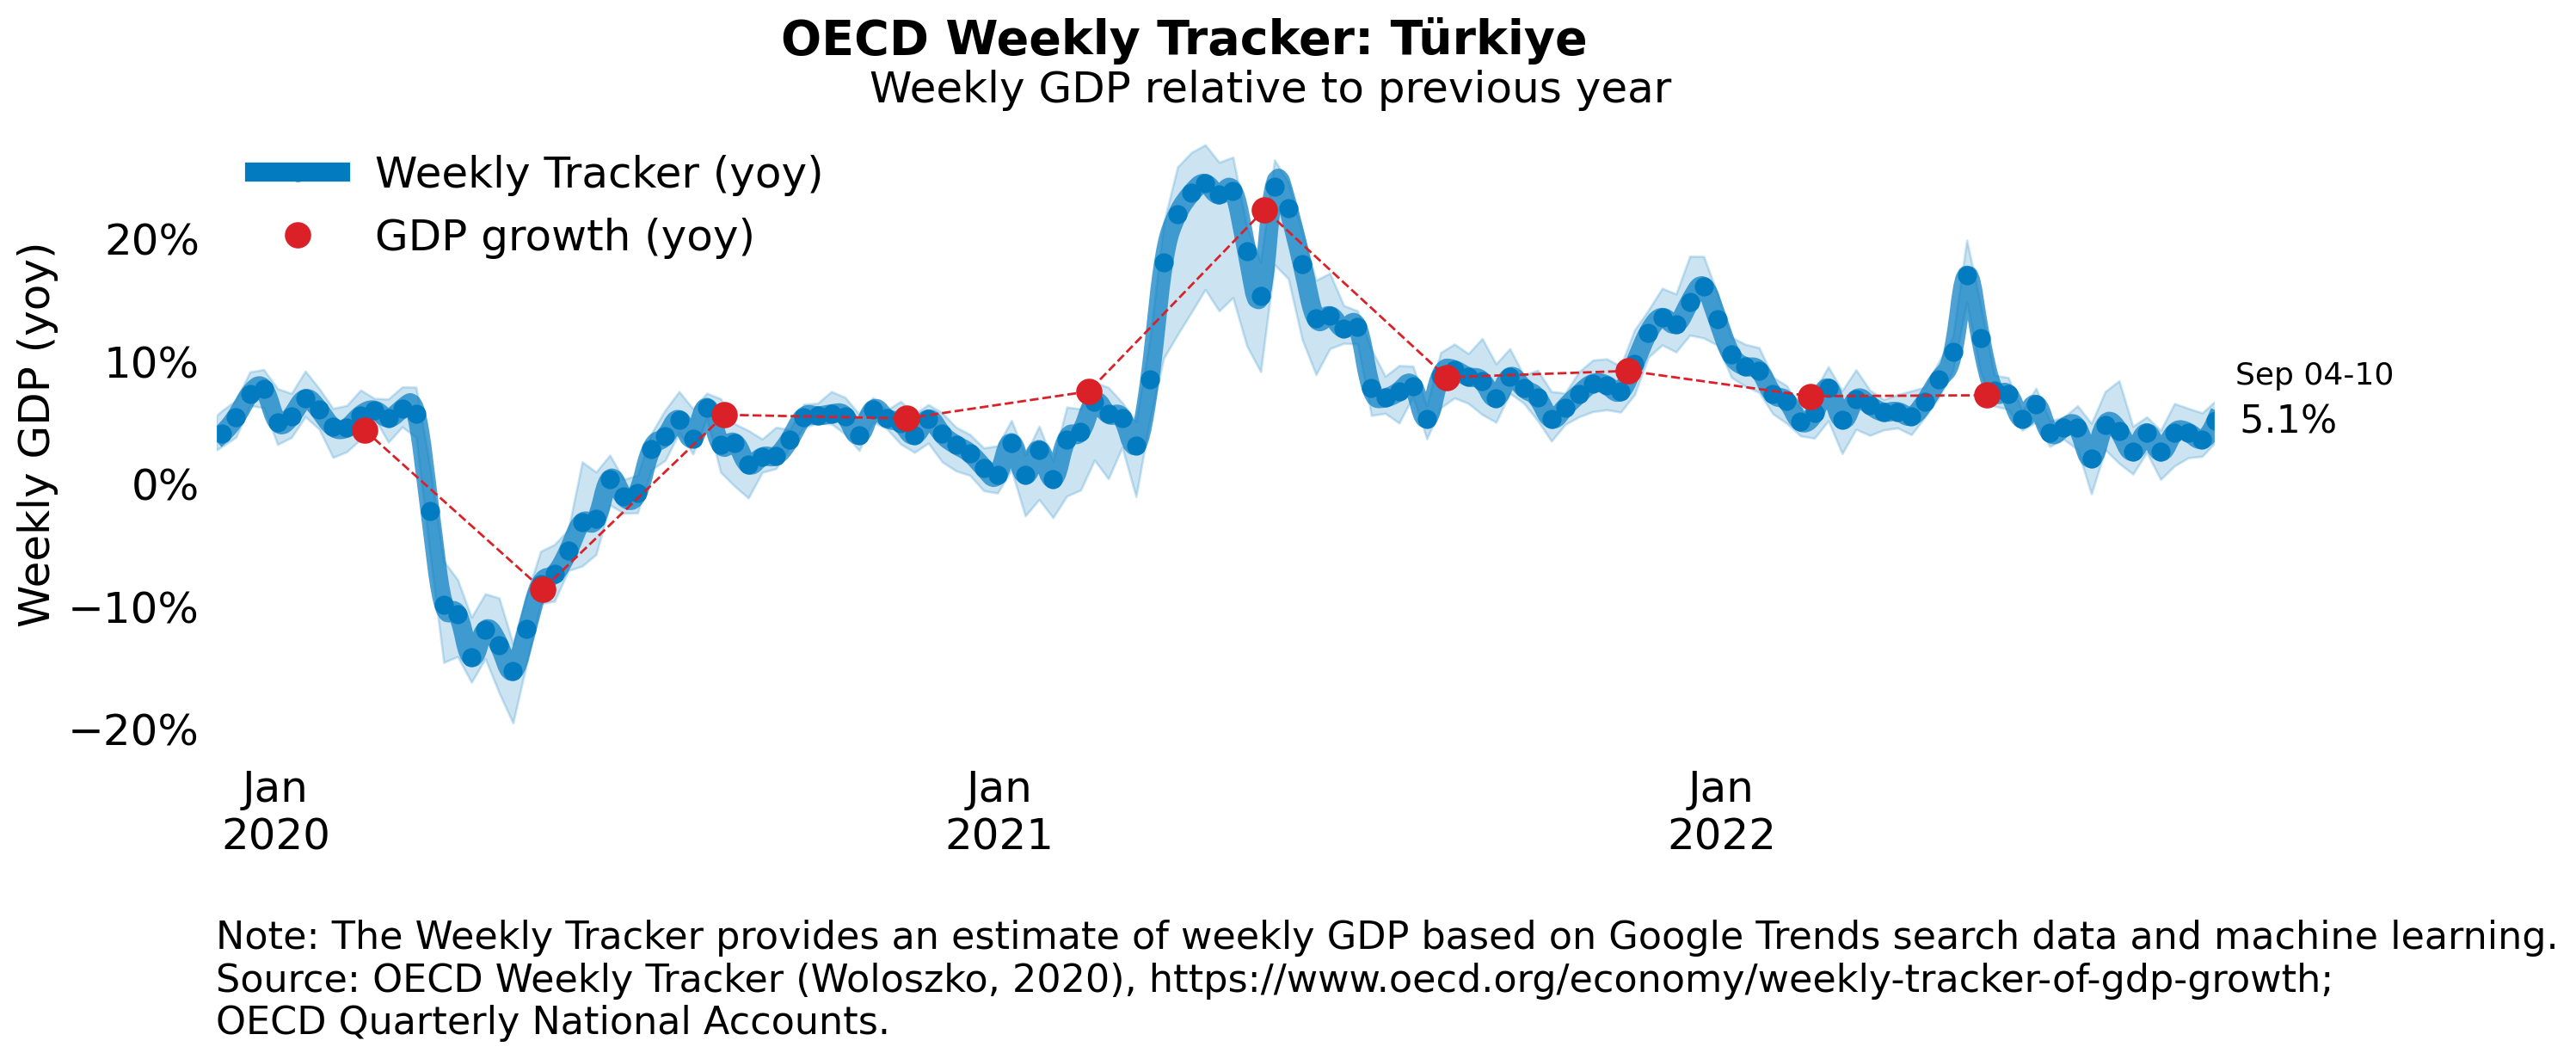 OECD Weekly Tracker: Türkiye
Weekly GDP relative to previous year
Weekly Tracker (yoy)
GDP growth (yoy)
Weekly GDP (yoy)
20%
10%
0%
−10%
−20%
Sep 04-10
5.1%
Jan
2020
Jan
2021
Jan
2022
Note: The Weekly Tracker provides an estimate of weekly GDP based on Google Trends search data and machine learning.
Source: OECD Weekly Tracker (Woloszko, 2020), https://www.oecd.org/economy/weekly-tracker-of-gdp-growth;
OECD Quarterly National Accounts.